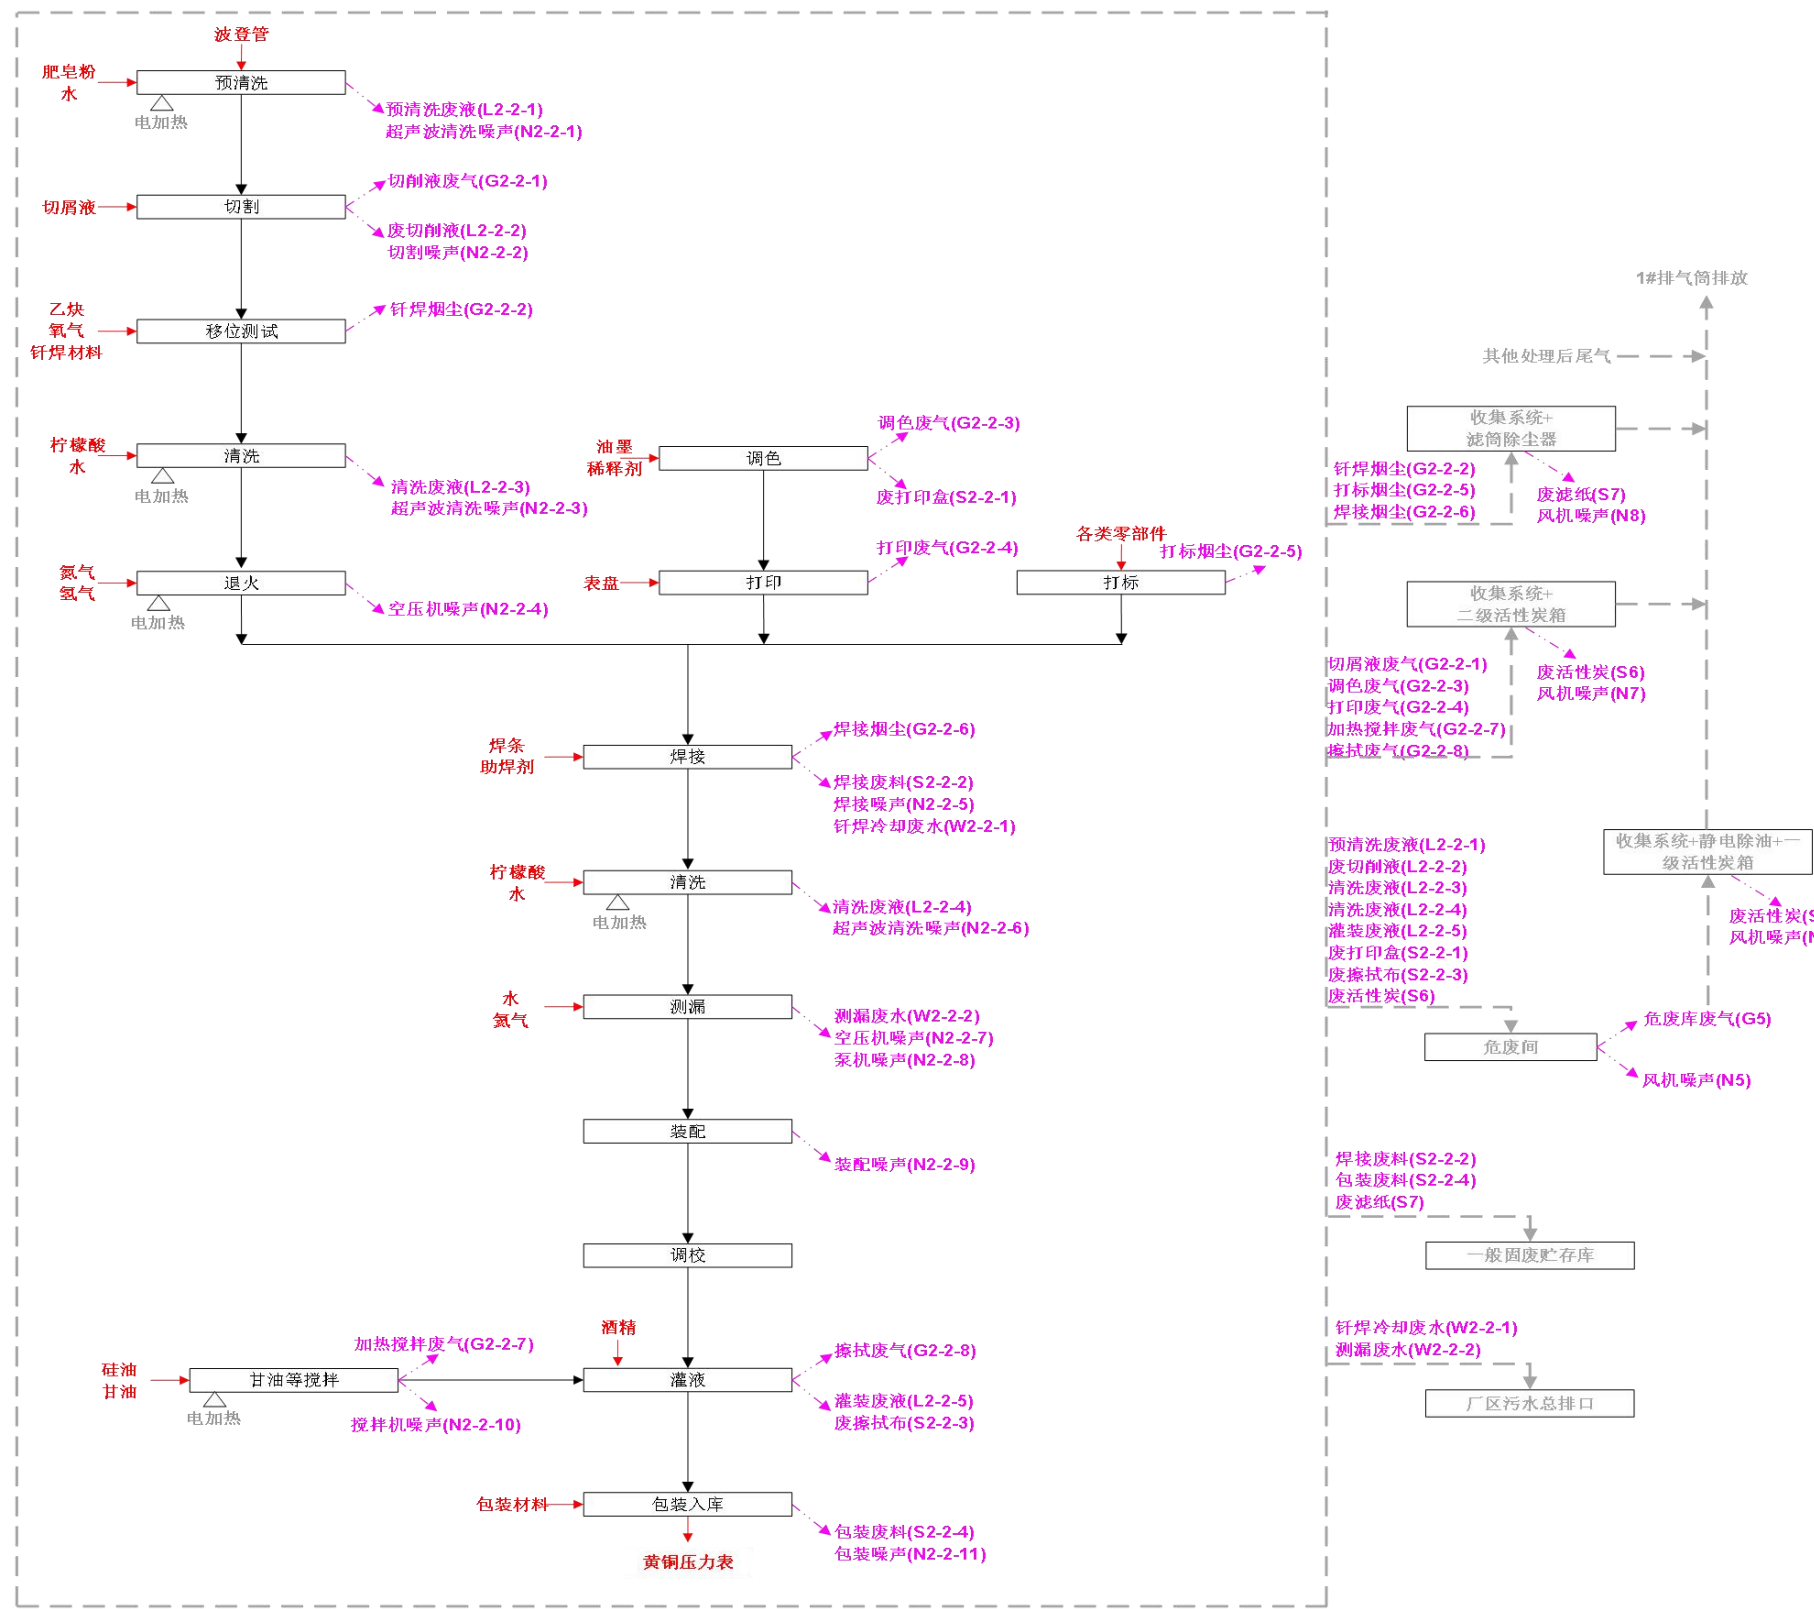 波登管
肥皂粉
水
预清洗
电加热
预清洗废液(L2-2-1)
超声波清洗噪声(N2-2-1)
切屑液
切割
切削液废气(G2-2-1)
废切削液(L2-2-2)
切割噪声(N2-2-2)
乙炔
氧气
钎焊材料
移位测试
钎焊烟尘(G2-2-2)
柠檬酸
水
清洗
电加热
清洗废液(L2-2-3)
超声波清洗噪声(N2-2-3)
氮气
氢气
退火
电加热
空压机噪声(N2-2-4)
油墨
稀释剂
调色
调色废气(G2-2-3)
废打印盒(S2-2-1)
表盘
打印
打印废气(G2-2-4)
各类零部件
打标
打标烟尘(G2-2-5)
焊条
助焊剂
焊接
焊接烟尘(G2-2-6)
焊接废料(S2-2-2)
焊接噪声(N2-2-5)
钎焊冷却废水(W2-2-1)
柠檬酸
水
清洗
电加热
清洗废液(L2-2-4)
超声波清洗噪声(N2-2-6)
水
氦气
测漏
测漏废水(W2-2-2)
空压机噪声(N2-2-7)
泵机噪声(N2-2-8)
装配
装配噪声(N2-2-9)
调校
硅油
甘油
甘油等搅拌
电加热
加热搅拌废气(G2-2-7)
搅拌机噪声(N2-2-10)
酒精
灌液
擦拭废气(G2-2-8)
灌装废液(L2-2-5)
废擦拭布(S2-2-3)
包装材料
包装入库
包装废料(S2-2-4)
包装噪声(N2-2-11)
黄铜压力表
1#排气筒排放
其他处理后尾气
收集系统+
滤筒除尘器
钎焊烟尘(G2-2-2)
打标烟尘(G2-2-5)
焊接烟尘(G2-2-6)
废滤纸(S7)
风机噪声(N8)
收集系统+
二级活性炭箱
切屑液废气(G2-2-1)
调色废气(G2-2-3)
打印废气(G2-2-4)
加热搅拌废气(G2-2-7)
擦拭废气(G2-2-8)
废活性炭(S6)
风机噪声(N7)
收集系统+静电除油+一
级活性炭箱
废活性炭(S
风机噪声(N
预清洗废液(L2-2-1)
废切削液(L2-2-2)
清洗废液(L2-2-3)
清洗废液(L2-2-4)
灌装废液(L2-2-5)
废打印盒(S2-2-1)
废擦拭布(S2-2-3)
废活性炭(S6)
危废间
危废库废气(G5)
风机噪声(N5)
焊接废料(S2-2-2)
包装废料(S2-2-4)
废滤纸(S7)
一般固废贮存库
钎焊冷却废水(W2-2-1)
测漏废水(W2-2-2)
厂区污水总排口